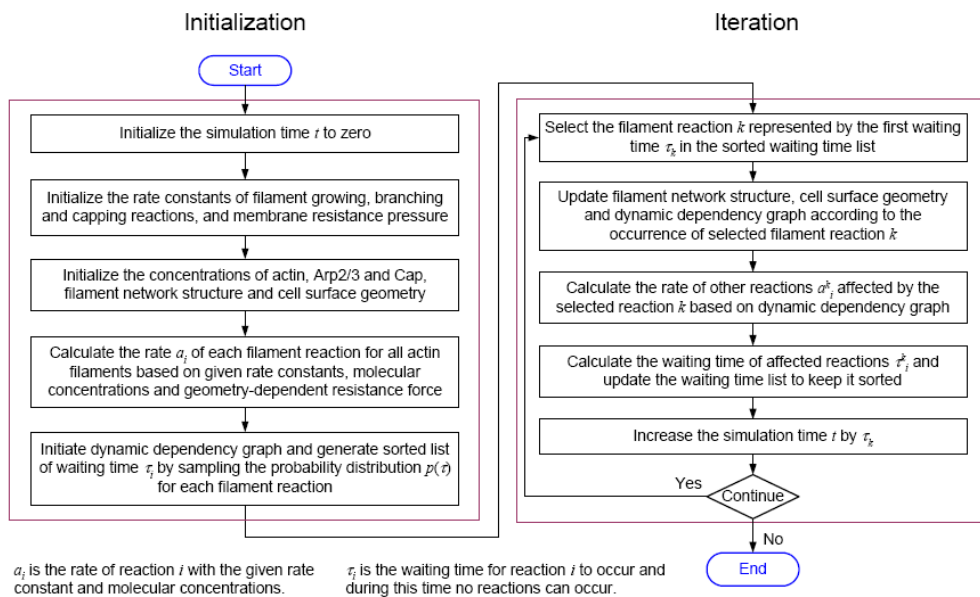 Initialization
Start
Initialize the simulation time t to zero
Initialize the rate constants of filament growing, branching
and capping reactions, and membrane resistance pressure
Initialize the concentrations of actin, Arp2/3 and Cap,
filament network structure and cell surface geometry
Calculate the rate aᵢ of each filament reaction for all actin
filaments based on given rate constants, molecular
concentrations and geometry-dependent resistance force
Initiate dynamic dependency graph and generate sorted list
of waiting time τᵢ by sampling the probability distribution p(τ)
for each filament reaction
Iteration
Select the filament reaction k represented by the first waiting
time τₖ in the sorted waiting time list
Update filament network structure, cell surface geometry
and dynamic dependency graph according to the
occurrence of selected filament reaction k
Calculate the rate of other reactions aᵏᵢ affected by the
selected reaction k based on dynamic dependency graph
Calculate the waiting time of affected reactions τᵏᵢ and
update the waiting time list to keep it sorted
Increase the simulation time t by τₖ
Yes
Continue
No
End
aᵢ is the rate of reaction i with the given rate
constant and molecular concentrations.
τᵢ is the waiting time for reaction i to occur and
during this time no reactions can occur.